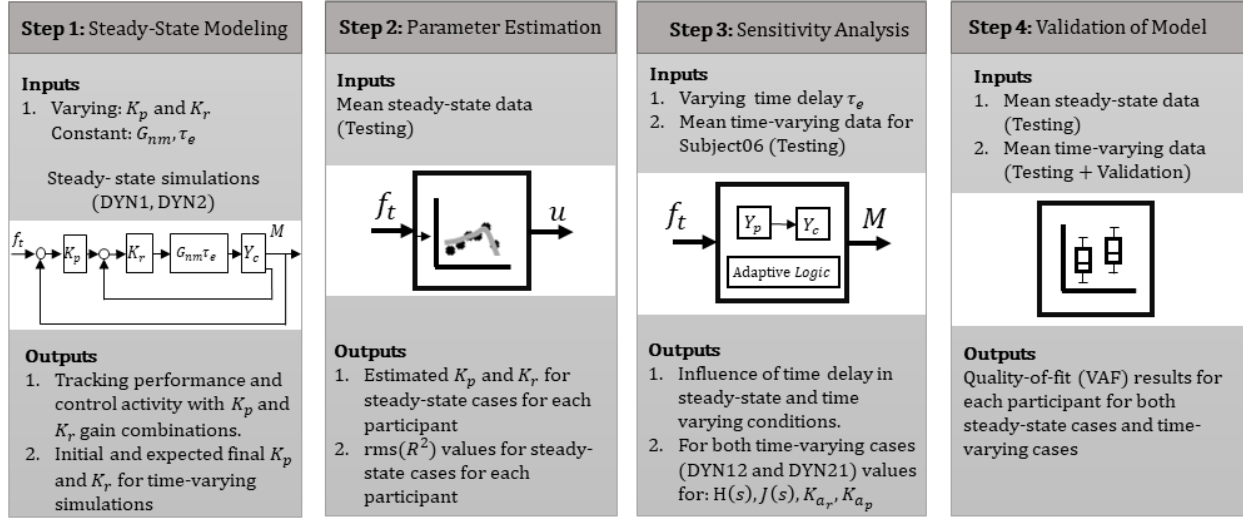 Step 1: Steady-State Modeling
Inputs
1. Varying: K_p and K_r
Constant: G_nm, τ_e
Steady- state simulations
(DYN1, DYN2)
f_t
K_p
K_r
G_nm τ_e
Y_c
M
Outputs
1. Tracking performance and
control activity with K_p and
K_r gain combinations.
2. Initial and expected final K_p
and K_r for time-varying
simulations
Step 2: Parameter Estimation
Inputs
Mean steady-state data
(Testing)
f_t
u
Outputs
1. Estimated K_p and K_r for
steady-state cases for each
participant
2. rms(R²) values for steady-
state cases for each
participant
Step 3: Sensitivity Analysis
Inputs
1. Varying time delay τ_e
2. Mean time-varying data for
Subject06 (Testing)
f_t
Y_p
Y_c
M
Adaptive Logic
Outputs
1. Influence of time delay in
steady-state and time
varying conditions.
2. For both time-varying cases
(DYN12 and DYN21) values
for: H(s), J(s), K_a_r, K_a_p
Step 4: Validation of Model
Inputs
1. Mean steady-state data
(Testing)
2. Mean time-varying data
(Testing + Validation)
Outputs
Quality-of-fit (VAF) results for
each participant for both
steady-state cases and time-
varying cases